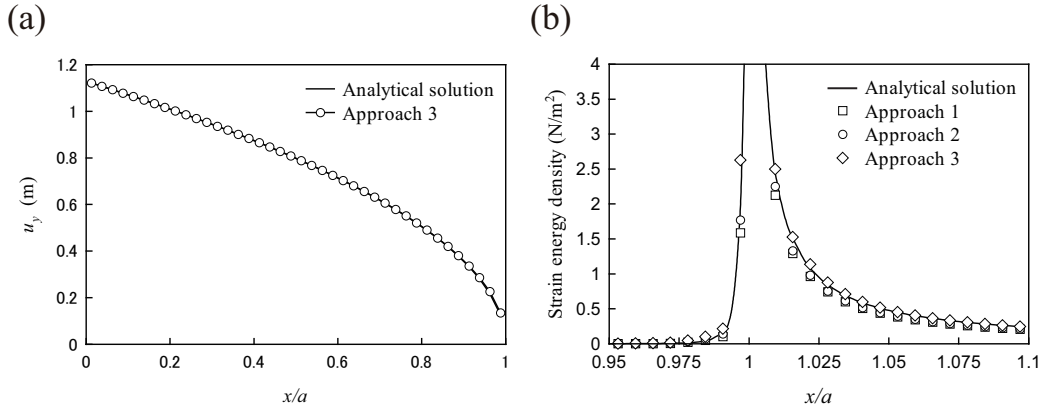 (a)
(b)
1.2
1
0.8
0.6
0.4
0.2
0
u_y (m)
Analytical solution
Approach 3
0 0.2 0.4 0.6 0.8 1
x/a
4
3.5
3
2.5
2
1.5
1
0.5
0
Strain energy density (N/m²)
Analytical solution
Approach 1
Approach 2
Approach 3
0.95 0.975 1 1.025 1.05 1.075 1.1
x/a